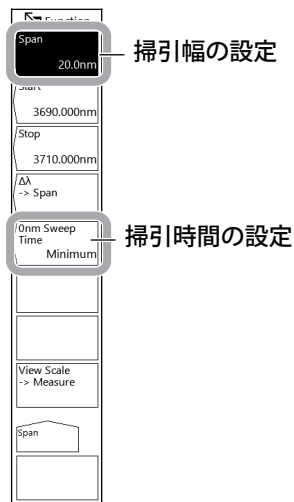 Function
Span
20.0nm
掃引幅の設定
Start
3690.000nm
Stop
3710.000nm
Δλ
-> Span
0nm Sweep
Time
Minimum
掃引時間の設定
View Scale
-> Measure
Span